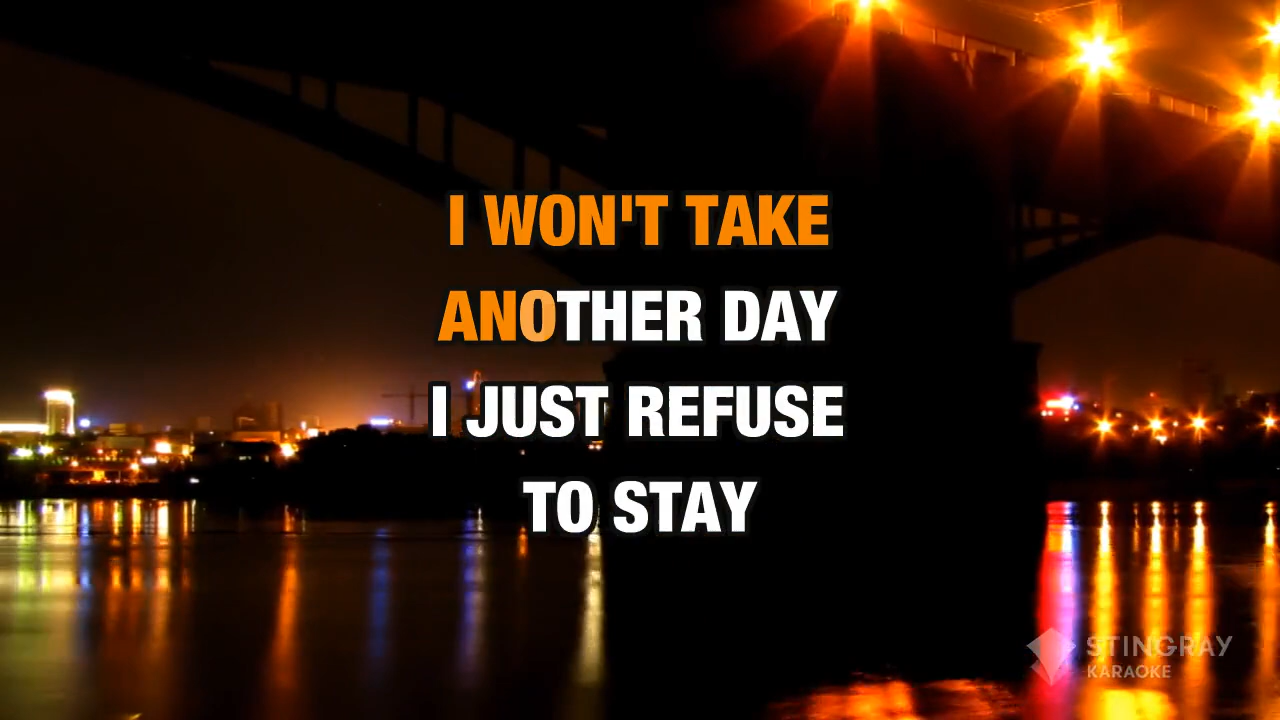 I WON'T TAKE
ANOTHER DAY
I JUST REFUSE
TO STAY
STINGRAY
KARAOKE